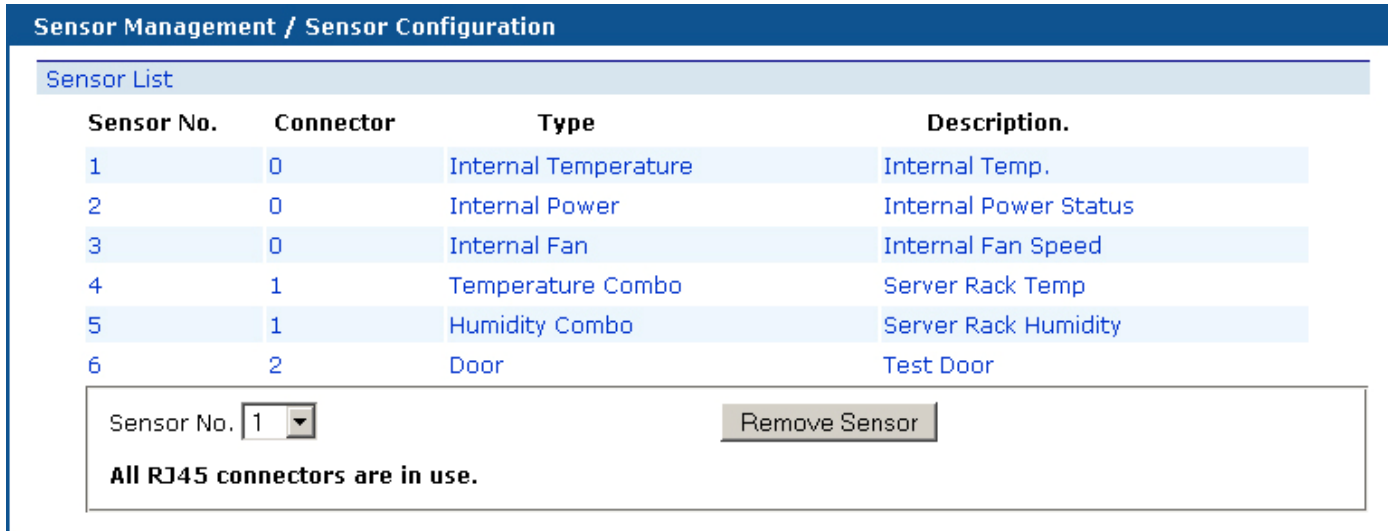 Sensor Management / Sensor Configuration
Sensor List
Sensor No. Connector Type Description.
1 0 Internal Temperature Internal Temp.
2 0 Internal Power Internal Power Status
3 0 Internal Fan Internal Fan Speed
4 1 Temperature Combo Server Rack Temp
5 1 Humidity Combo Server Rack Humidity
6 2 Door Test Door
Sensor No. 1 Remove Sensor
All RJ45 connectors are in use.